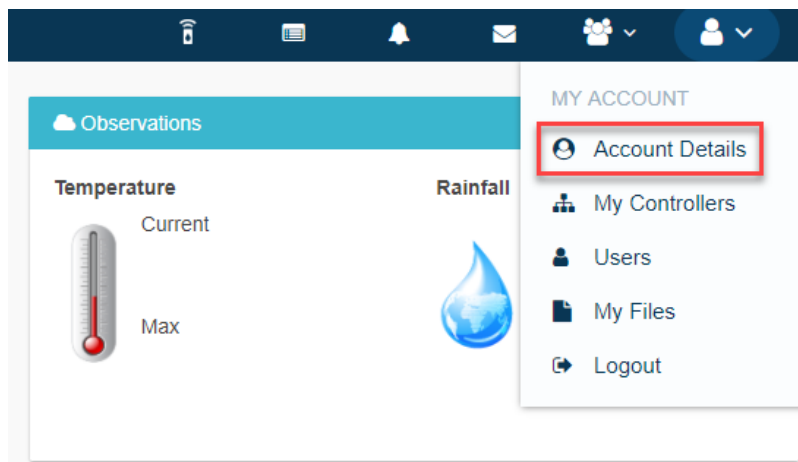 Observations
Temperature
Current
Max
Rainfall
MY ACCOUNT
Account Details
My Controllers
Users
My Files
Logout